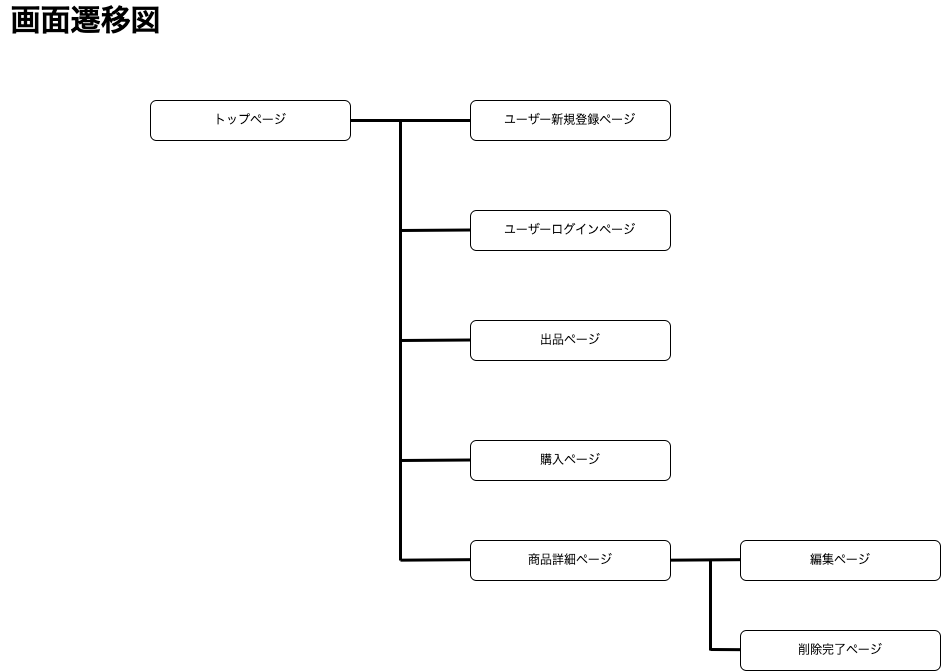 画面遷移図
トップページ
ユーザー新規登録ページ
ユーザーログインページ
出品ページ
購入ページ
商品詳細ページ
編集ページ
削除完了ページ